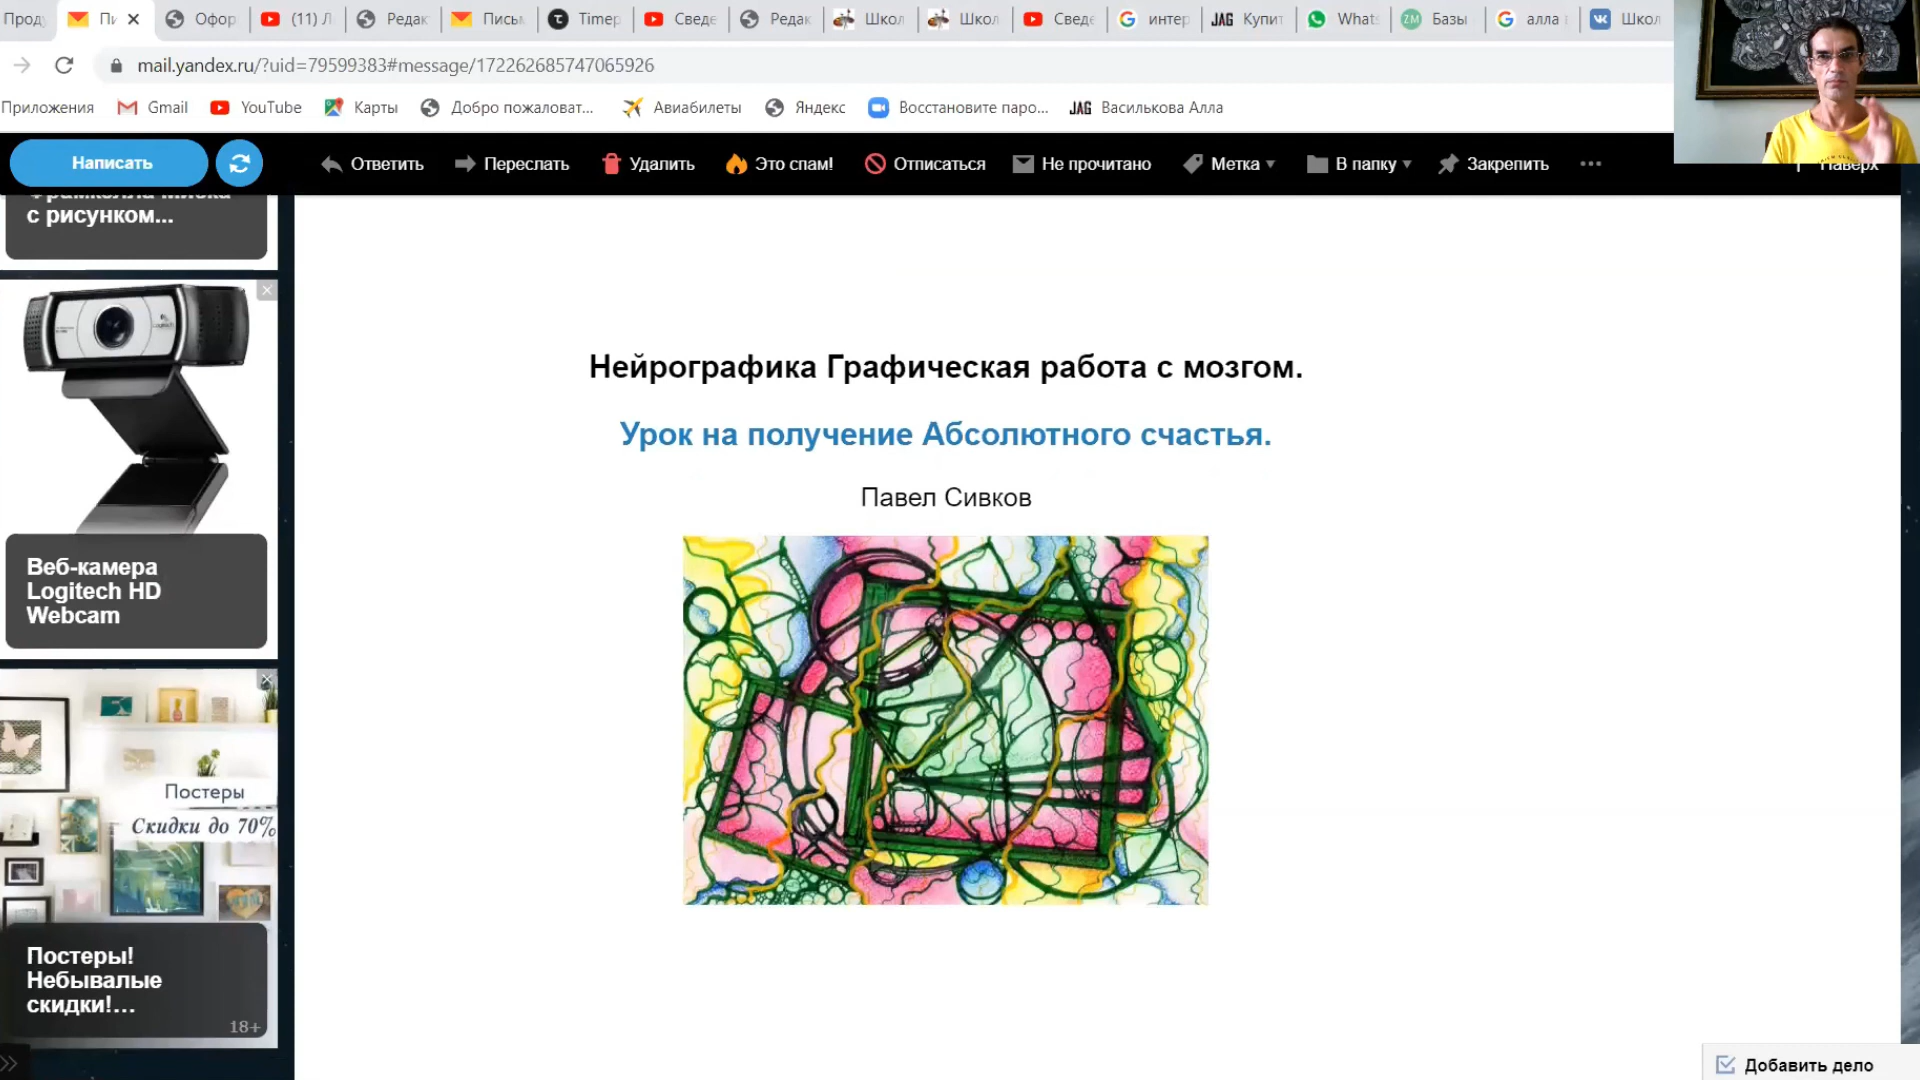 Прод
Пи
Офор
(11) Л
Редак
Письм
Timep
Сведе
Редак
Школ
Школ
Сведе
интер
JAG Купит
What
ZM Базы
алла
Школ
mail.yandex.ru/?uid=79599383#message/172262685747065926
Приложения
Gmail
YouTube
Карты
Добро пожаловат...
Авиабилеты
Яндекс
Восстановите паро...
JAG Василькова Алла
Написать
Ответить
Переслать
Удалить
Это спам!
Отписаться
Не прочитано
Метка
В папку
Закрепить
Наверх
с рисунком...
Веб-камера
Logitech HD
Webcam
Постеры
Скидки до 70%
Постеры!
Небывалые
скидки!...
18+
Нейрографика Графическая работа с мозгом.
Урок на получение Абсолютного счастья.
Павел Сивков
Добавить дело